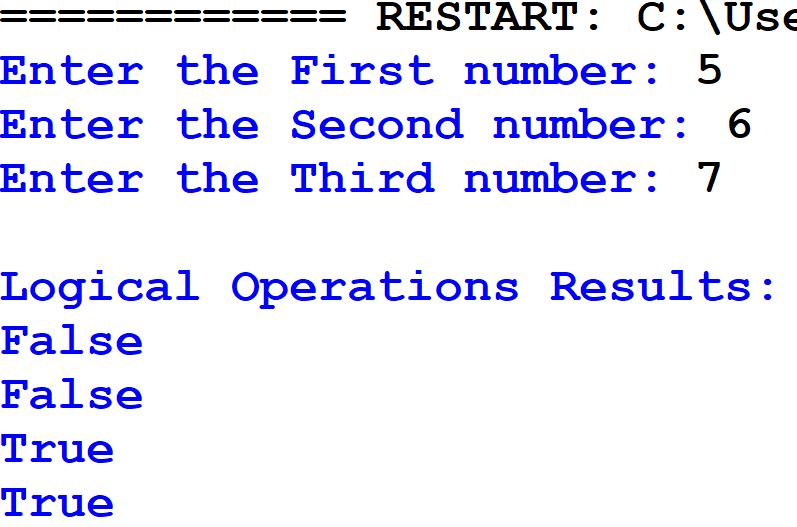 ============ RESTART: C:\Use
Enter the First number: 5
Enter the Second number: 6
Enter the Third number: 7
Logical Operations Results:
False
False
True
True